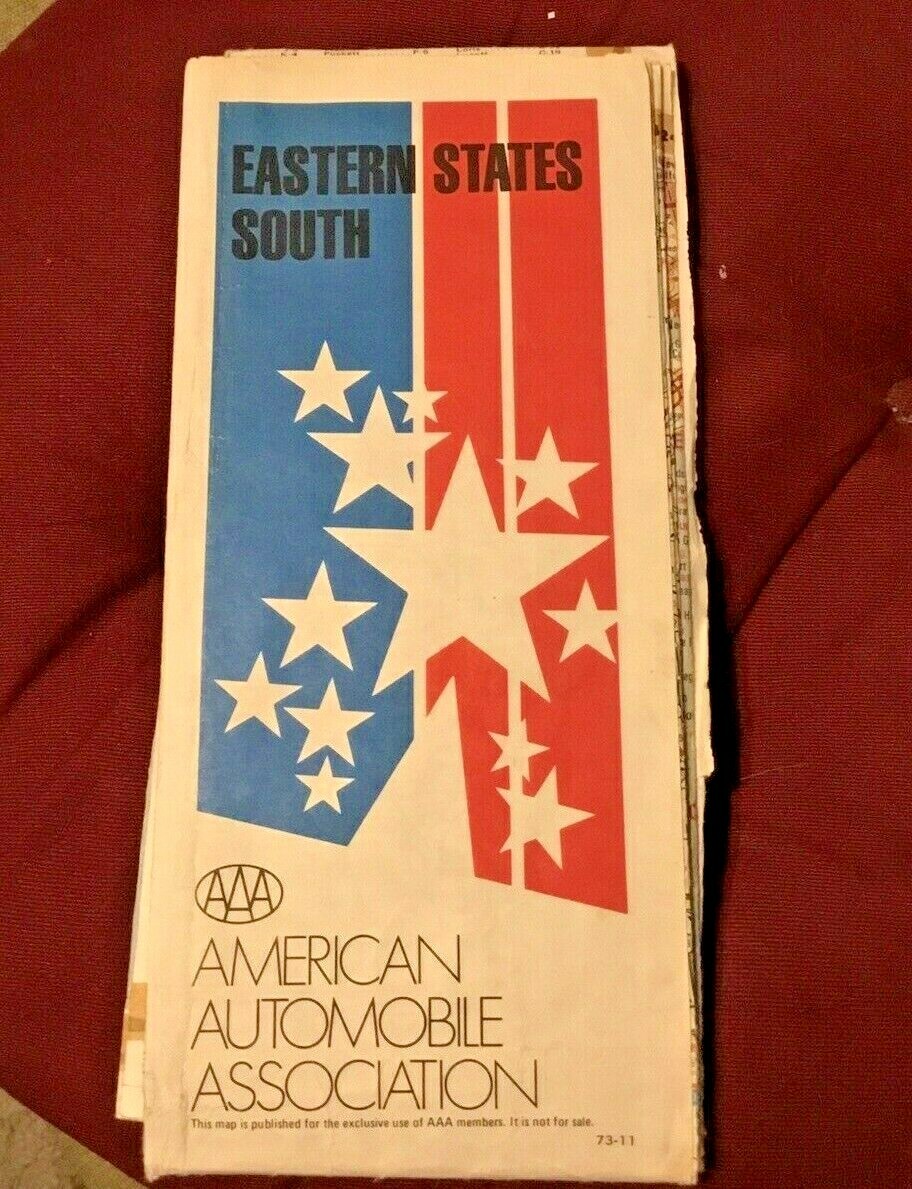 EASTERN STATES
SOUTH
AAA
AMERICAN
AUTOMOBILE
ASSOCIATION
This map is published for the exclusive use of AAA members. It is not for sale.
73-11